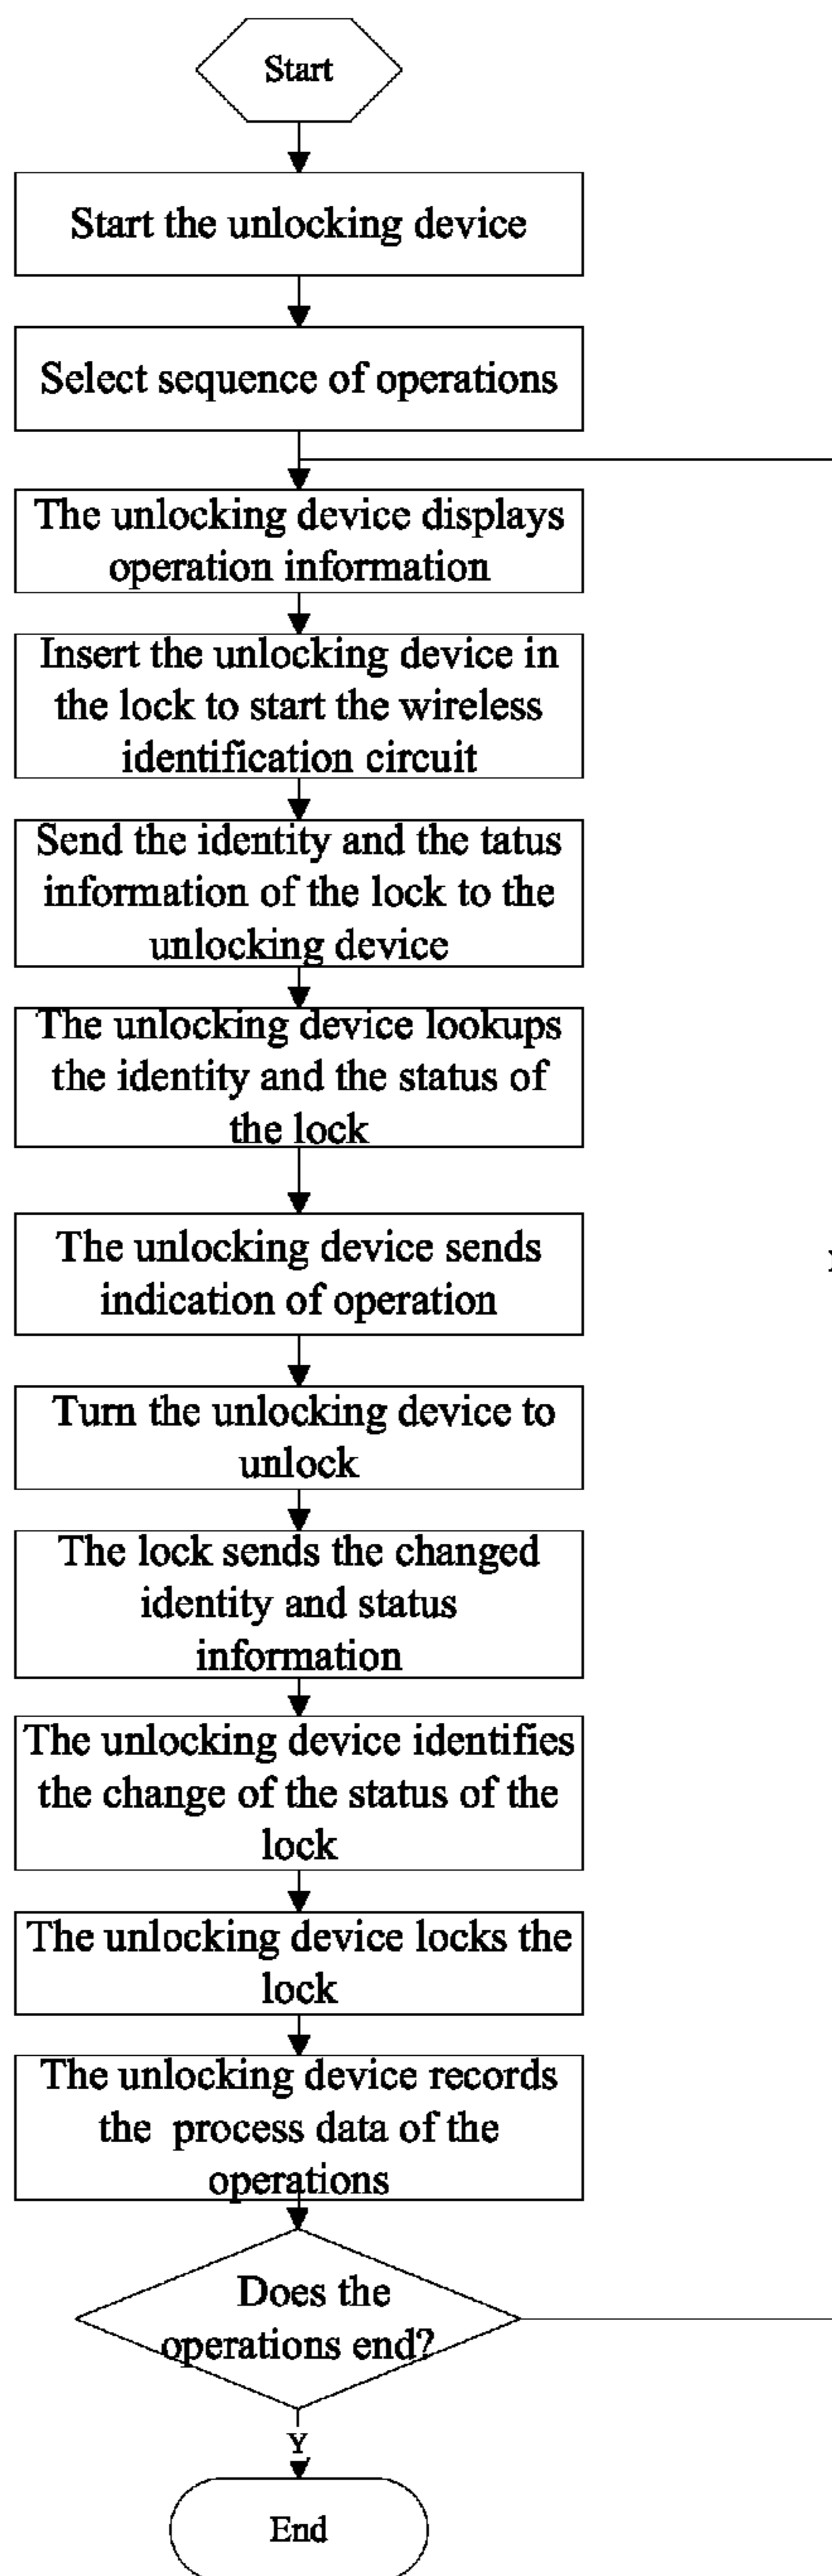 Start
Start the unlocking device
Select sequence of operations
The unlocking device displays
operation information
Insert the unlocking device in
the lock to start the wireless
identification circuit
Send the identity and the tatus
information of the lock to the
unlocking device
The unlocking device lookups
the identity and the status of
the lock
The unlocking device sends
indication of operation
Turn the unlocking device to
unlock
The lock sends the changed
identity and status
information
The unlocking device identifies
the change of the status of the
lock
The unlocking device locks the
lock
The unlocking device records
the process data of the
operations
Does the
operations end?
Y
End